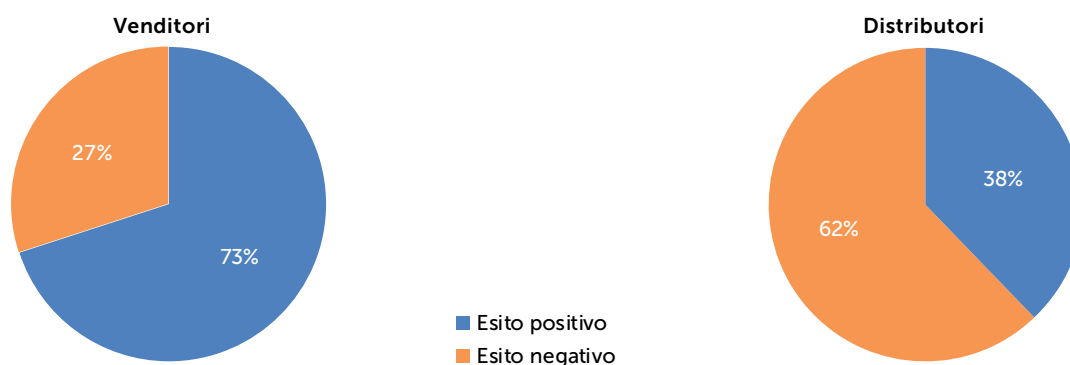 Venditori
27%
73%
Distributori
38%
62%
Esito positivo
Esito negativo